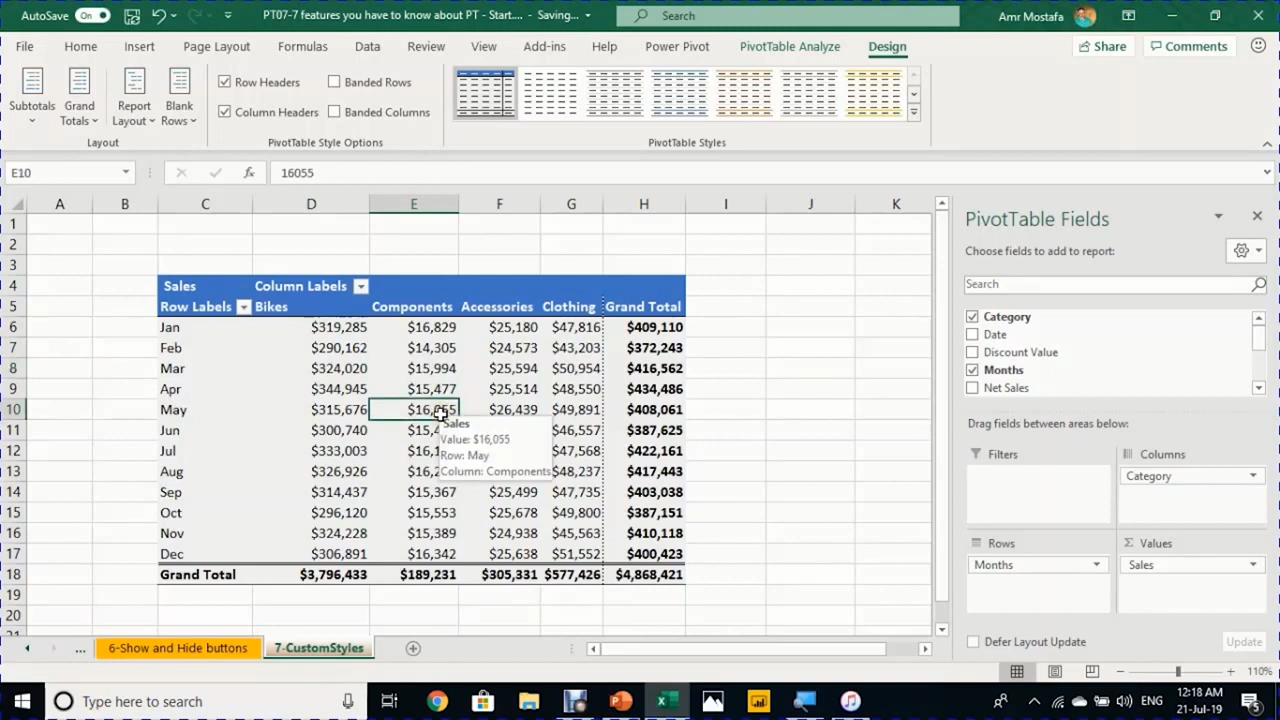 AutoSave On PT07-7 features you have to know about PT - Start.... - Saving... Search Amr Mostafa
File Home Insert Page Layout Formulas Data Review View Add-ins Help Power Pivot PivotTable Analyze Design Share Comments
Subtotals Grand Totals Report Layout Blank Rows
Row Headers Banded Rows
Column Headers Banded Columns
Layout PivotTable Style Options PivotTable Styles
E10 fx 16055
A B C D E F G H I J K
1
2
3
4 Sales Column Labels
5 Row Labels Bikes Components Accessories Clothing Grand Total
6 Jan $319,285 $16,829 $25,180 $47,816 $409,110
7 Feb $290,162 $14,305 $24,573 $43,203 $372,243
8 Mar $324,020 $15,994 $25,594 $50,954 $416,562
9 Apr $344,945 $15,477 $25,514 $48,550 $434,486
10 May $315,676 $26,439 $49,891 $408,061
11 Jun $300,740 $46,557 $387,625
12 Jul $333,003 $47,568 $422,161
13 Aug $326,926 $48,237 $417,443
14 Sep $314,437 $15,367 $25,499 $47,735 $403,038
15 Oct $296,120 $15,553 $25,678 $49,800 $387,151
16 Nov $324,228 $15,389 $24,938 $45,563 $410,118
17 Dec $306,891 $16,342 $25,638 $51,552 $400,423
18 Grand Total $3,796,433 $189,231 $305,331 $577,426 $4,868,421
19
20
Sales
Value: $16,055
Row: May
Column: Components
PivotTable Fields
Choose fields to add to report:
Search
Category
Date
Discount Value
Months
Net Sales
Drag fields between areas below:
Filters Columns
Category
Rows Σ Values
Months Sales
Defer Layout Update Update
... 6-Show and Hide buttons 7-CustomStyles
110%
Type here to search ENG 12:18 AM
21-Jul-19 5